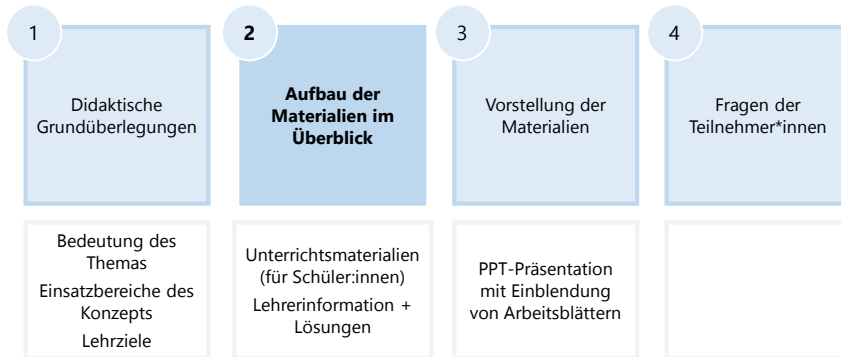 1
Didaktische
Grundüberlegungen
2
Aufbau der
Materialien im
Überblick
3
Vorstellung der
Materialien
4
Fragen der
Teilnehmer*innen
Bedeutung des
Themas
Einsatzbereiche des
Konzepts
Lehrziele
Unterrichtsmaterialien
(für Schüler:innen)
Lehrerinformation +
Lösungen
PPT-Präsentation
mit Einblendung
von Arbeitsblättern